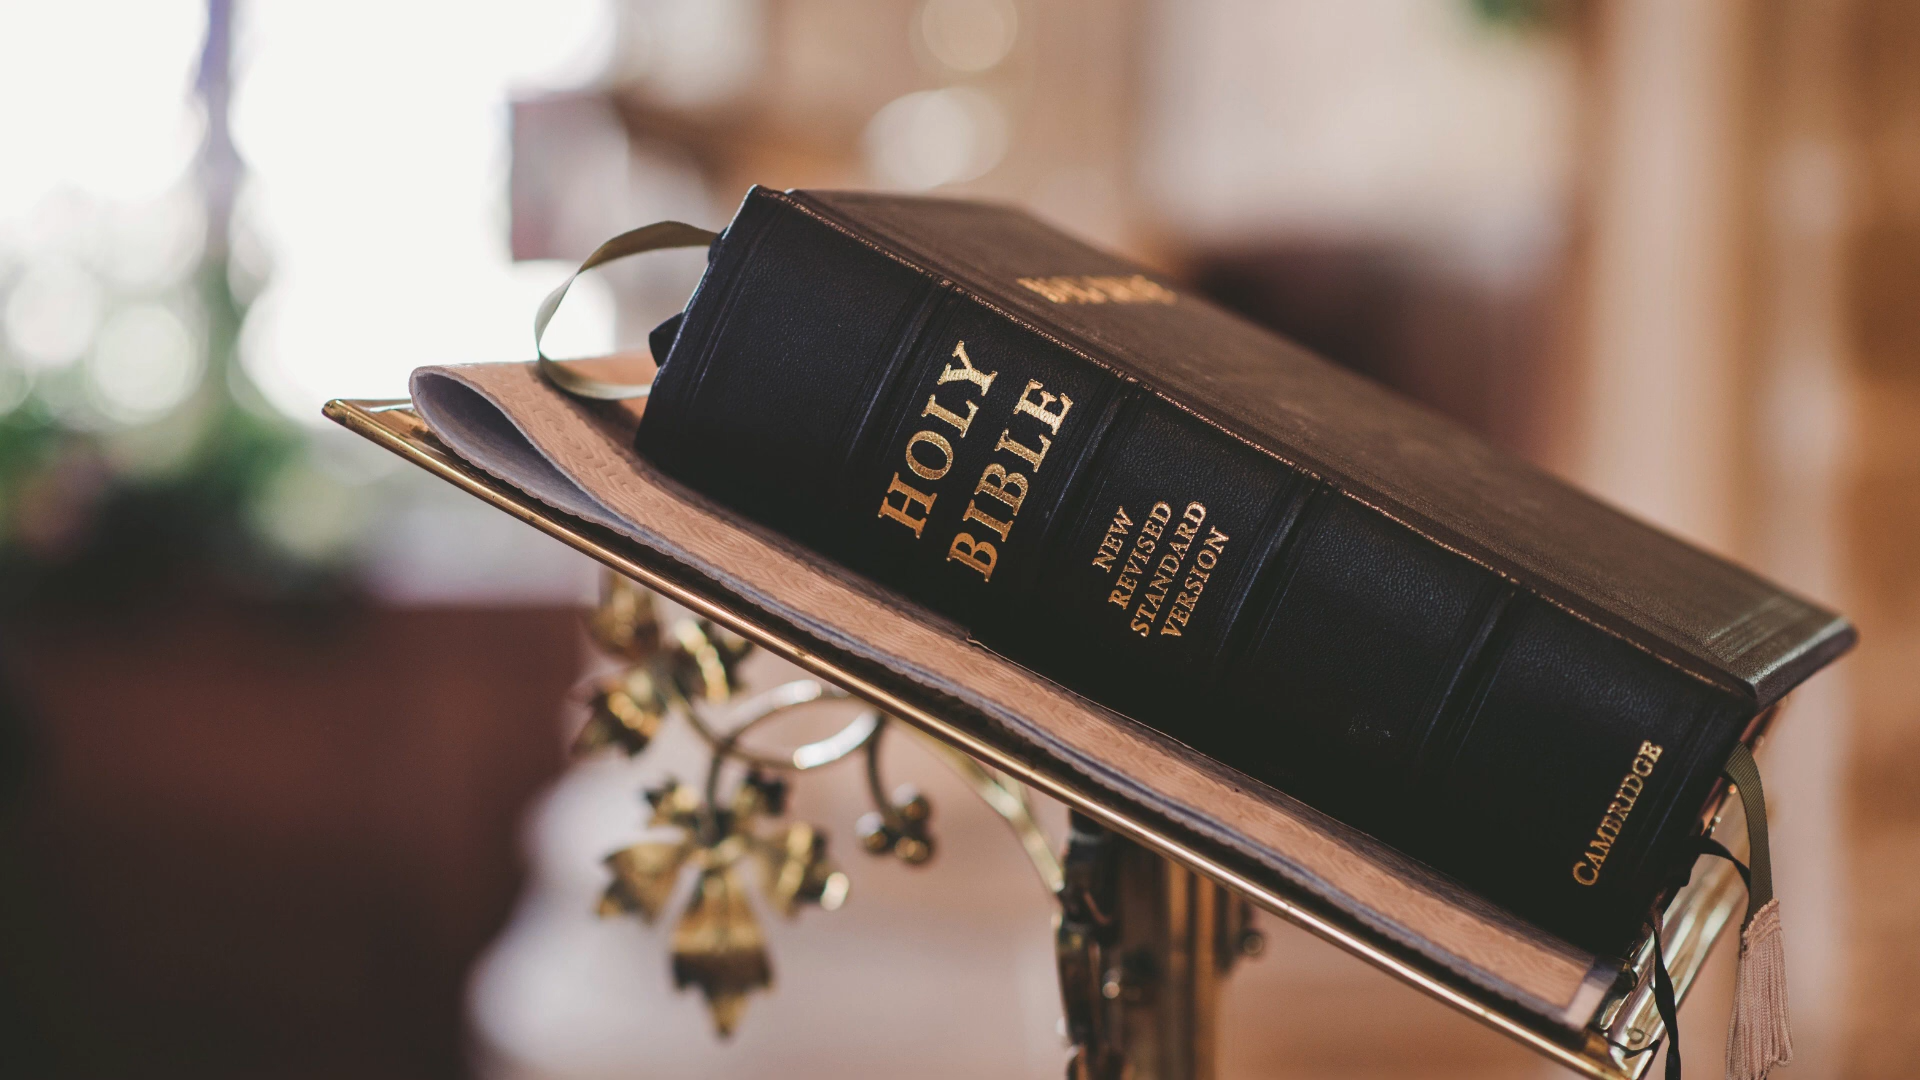 HOLY
BIBLE
NEW
REVISED
STANDARD
VERSION
CAMBRIDGE